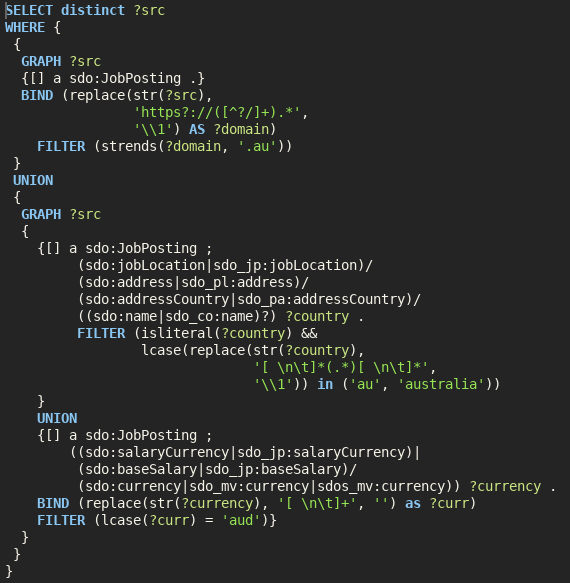 SELECT distinct ?src
WHERE {
 {
  GRAPH ?src
  {[] a sdo:JobPosting .}
  BIND (replace(str(?src),
                'https?://([^?/]+).*',
                '\\1') AS ?domain)
    FILTER (strends(?domain, '.au'))
 }
 UNION
 {
  GRAPH ?src
  {
    {[] a sdo:JobPosting ;
         (sdo:jobLocation|sdo_jp:jobLocation)/
         (sdo:address|sdo_pl:address)/
         (sdo:addressCountry|sdo_pa:addressCountry)/
         ((sdo:name|sdo_co:name)?) ?country .
         FILTER (isliteral(?country) &&
                 lcase(replace(str(?country),
                               '[ \n\t]*(.*)[ \n\t]*',
                               '\\1')) in ('au', 'australia'))
    }
    UNION
    {[] a sdo:JobPosting ;
        ((sdo:salaryCurrency|sdo_jp:salaryCurrency)|
         (sdo:baseSalary|sdo_jp:baseSalary)/
         (sdo:currency|sdo_mv:currency|sdos_mv:currency)) ?currency .
    BIND (replace(str(?currency), '[ \n\t]+', '') as ?curr)
    FILTER (lcase(?curr) = 'aud')}
  }
 }
}